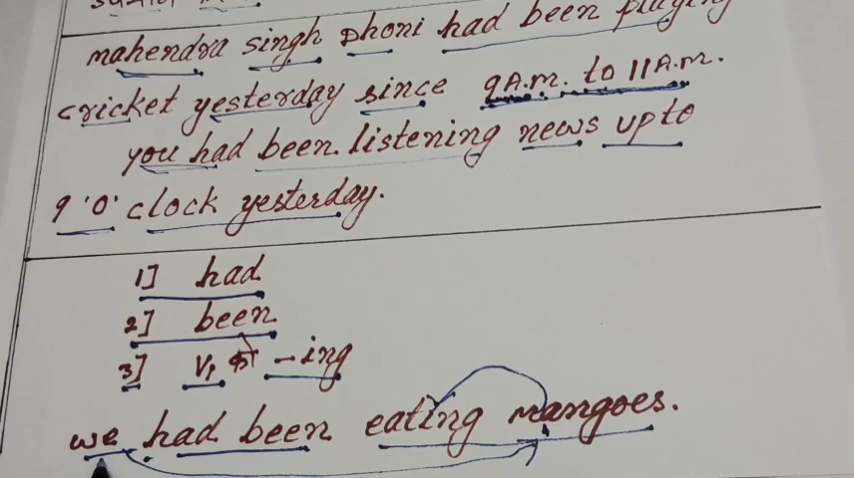 mahendra singh Dhoni had been playing
cricket yesterday since 9A.m. to 11A.m.
you had been listening news upto
9 'o' clock yesterday.
1] had
2] been
3] V, का -ing
we had been eating mangoes.